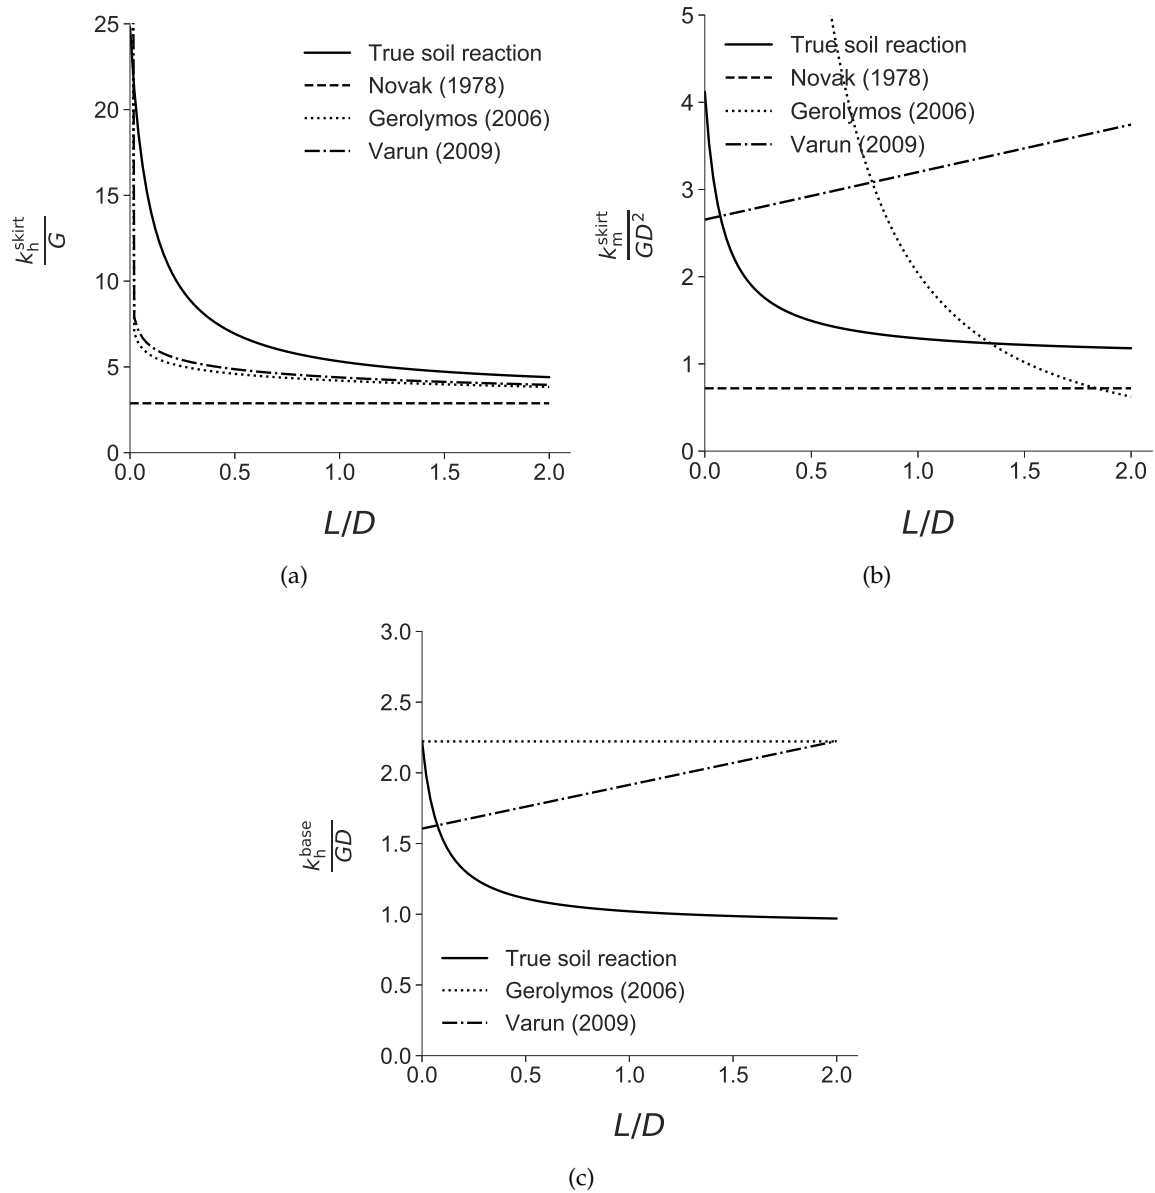 25
20
15
10
5
0
k_h^skirt / G
True soil reaction
Novak (1978)
Gerolymos (2006)
Varun (2009)
0.0 0.5 1.0 1.5 2.0
L/D
(a)
5
4
3
2
1
0
k_m^skirt / GD²
True soil reaction
Novak (1978)
Gerolymos (2006)
Varun (2009)
0.0 0.5 1.0 1.5 2.0
L/D
(b)
3.0
2.5
2.0
1.5
1.0
0.5
0.0
k_h^base / GD
True soil reaction
Gerolymos (2006)
Varun (2009)
0.0 0.5 1.0 1.5 2.0
L/D
(c)